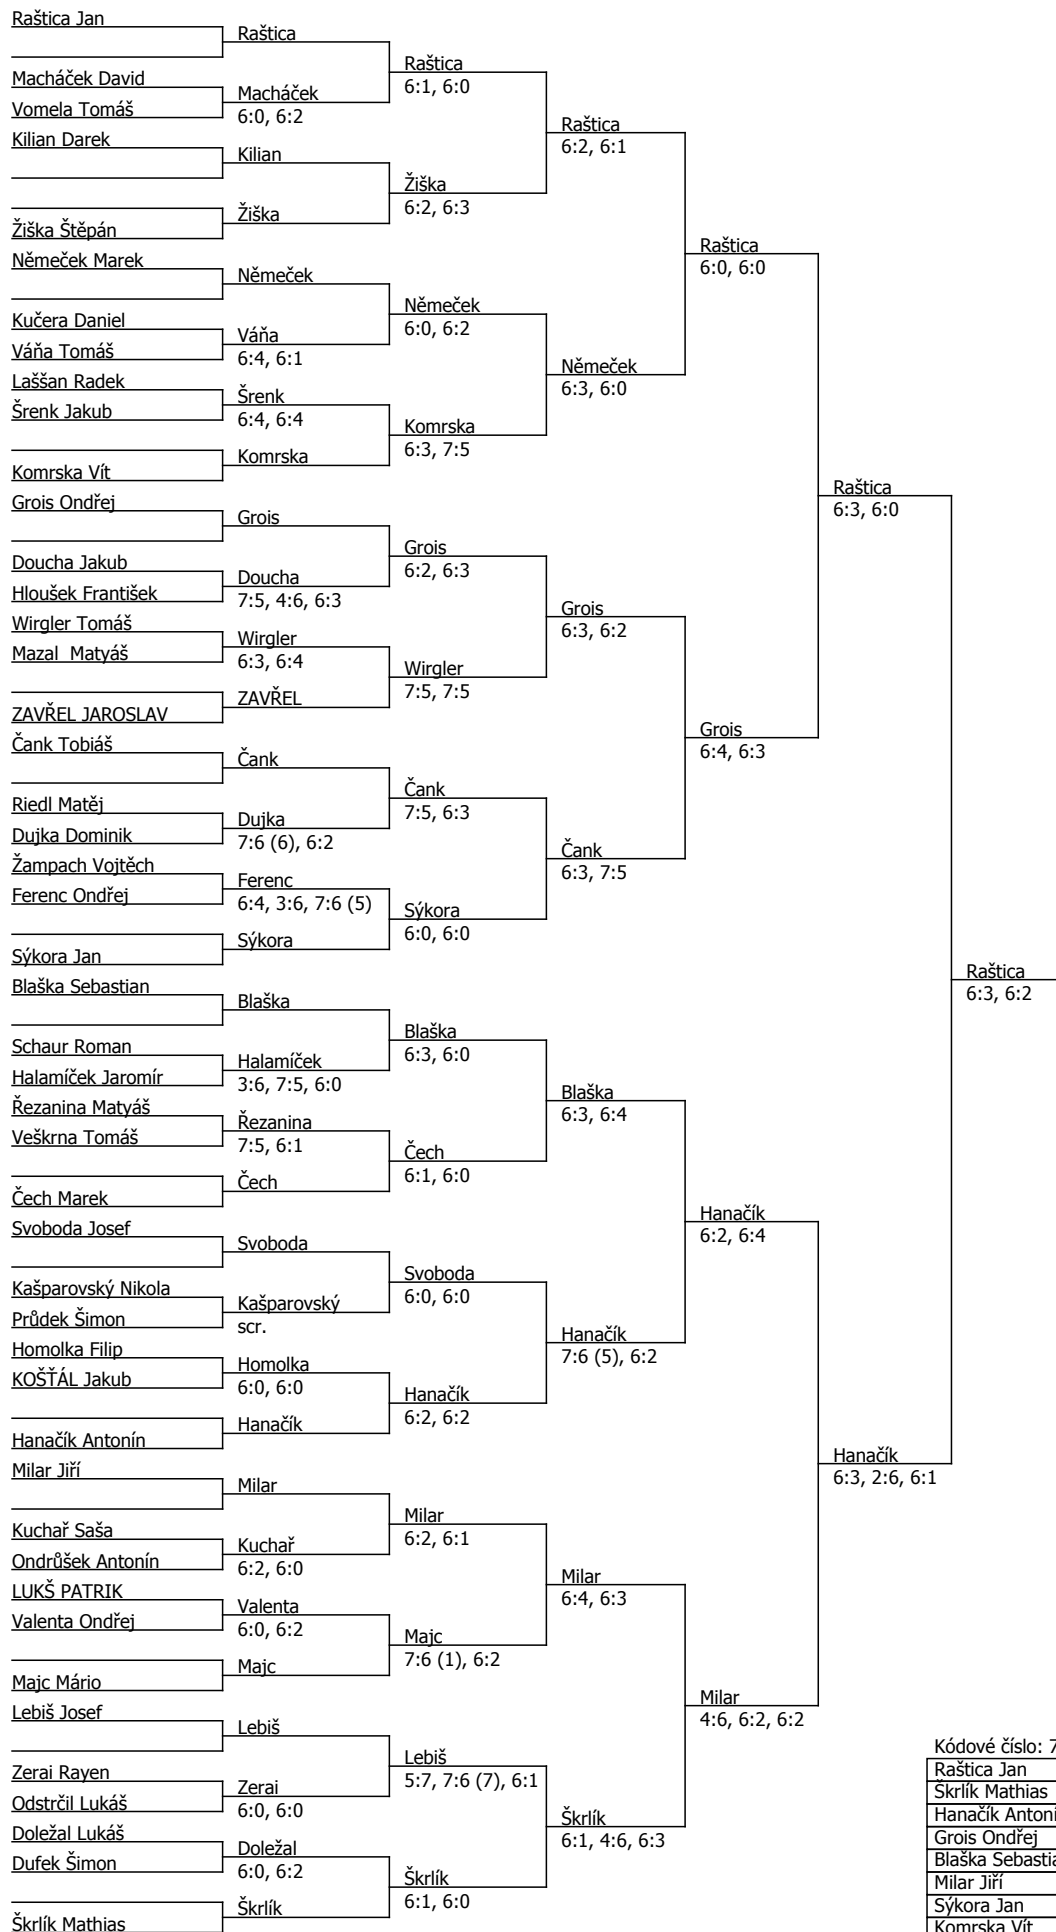 Raštica Jan
Macháček David
Vomela Tomáš
Kilian Darek
Žiška Štěpán
Němeček Marek
Kučera Daniel
Váňa Tomáš
Laššan Radek
Šrenk Jakub
Komrska Vít
Grois Ondřej
Doucha Jakub
Hloušek František
Wirgler Tomáš
Mazal  Matyáš
ZAVŘEL JAROSLAV
Čank Tobiáš
Riedl Matěj
Dujka Dominik
Žampach Vojtěch
Ferenc Ondřej
Sýkora Jan
Blaška Sebastian
Schaur Roman
Halamíček Jaromír
Řezanina Matyáš
Veškrna Tomáš
Čech Marek
Svoboda Josef
Kašparovský Nikola
Průdek Šimon
Homolka Filip
KOŠŤÁL Jakub
Hanačík Antonín
Milar Jiří
Kuchař Saša
Ondrůšek Antonín
LUKŠ PATRIK
Valenta Ondřej
Majc Mário
Lebiš Josef
Zerai Rayen
Odstrčil Lukáš
Doležal Lukáš
Dufek Šimon
Škrlík Mathias
Raštica
Macháček
6:0, 6:2
Kilian
Žiška
Němeček
Váňa
6:4, 6:1
Šrenk
6:4, 6:4
Komrska
Grois
Doucha
7:5, 4:6, 6:3
Wirgler
6:3, 6:4
ZAVŘEL
Čank
Dujka
7:6 (6), 6:2
Ferenc
6:4, 3:6, 7:6 (5)
Sýkora
Blaška
Halamíček
3:6, 7:5, 6:0
Řezanina
7:5, 6:1
Čech
Svoboda
Kašparovský
scr.
Homolka
6:0, 6:0
Hanačík
Milar
Kuchař
6:2, 6:0
Valenta
6:0, 6:2
Majc
Lebiš
Zerai
6:0, 6:0
Doležal
6:0, 6:2
Škrlík
Raštica
6:1, 6:0
Žiška
6:2, 6:3
Němeček
6:0, 6:2
Komrska
6:3, 7:5
Grois
6:2, 6:3
Wirgler
7:5, 7:5
Čank
7:5, 6:3
Sýkora
6:0, 6:0
Blaška
6:3, 6:0
Čech
6:1, 6:0
Svoboda
6:0, 6:0
Hanačík
6:2, 6:2
Milar
6:2, 6:1
Majc
7:6 (1), 6:2
Lebiš
5:7, 7:6 (7), 6:1
Škrlík
6:1, 6:0
Raštica
6:2, 6:1
Němeček
6:3, 6:0
Grois
6:3, 6:2
Čank
6:3, 7:5
Blaška
6:3, 6:4
Hanačík
7:6 (5), 6:2
Milar
6:4, 6:3
Škrlík
6:1, 4:6, 6:3
Raštica
6:0, 6:0
Grois
6:4, 6:3
Hanačík
6:2, 6:4
Milar
4:6, 6:2, 6:2
Raštica
6:3, 6:0
Hanačík
6:3, 2:6, 6:1
Raštica
6:3, 6:2
Kódové číslo: 7
Raštica Jan
Škrlík Mathias
Hanačík Antoni
Grois Ondřej
Blaška Sebastia
Milar Jiří
Sýkora Jan
Komrska Vít